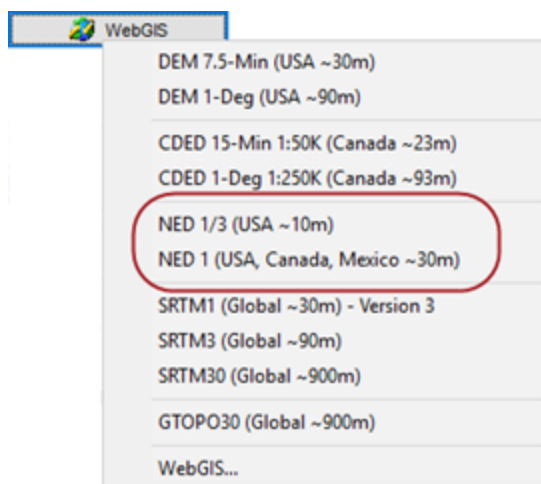 WebGIS
DEM 7.5-Min (USA ~30m)
DEM 1-Deg (USA ~90m)
CDED 15-Min 1:50K (Canada ~23m)
CDED 1-Deg 1:250K (Canada ~93m)
NED 1/3 (USA ~10m)
NED 1 (USA, Canada, Mexico ~30m)
SRTM1 (Global ~30m) - Version 3
SRTM3 (Global ~90m)
SRTM30 (Global ~900m)
GTOPO30 (Global ~900m)
WebGIS...